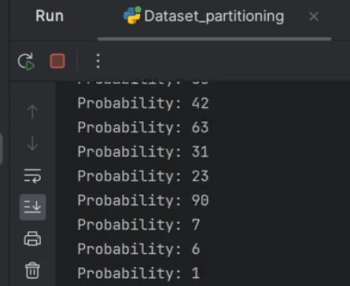 Run Dataset_partitioning
Probability: 42
Probability: 63
Probability: 31
Probability: 23
Probability: 90
Probability: 7
Probability: 6
Probability: 1